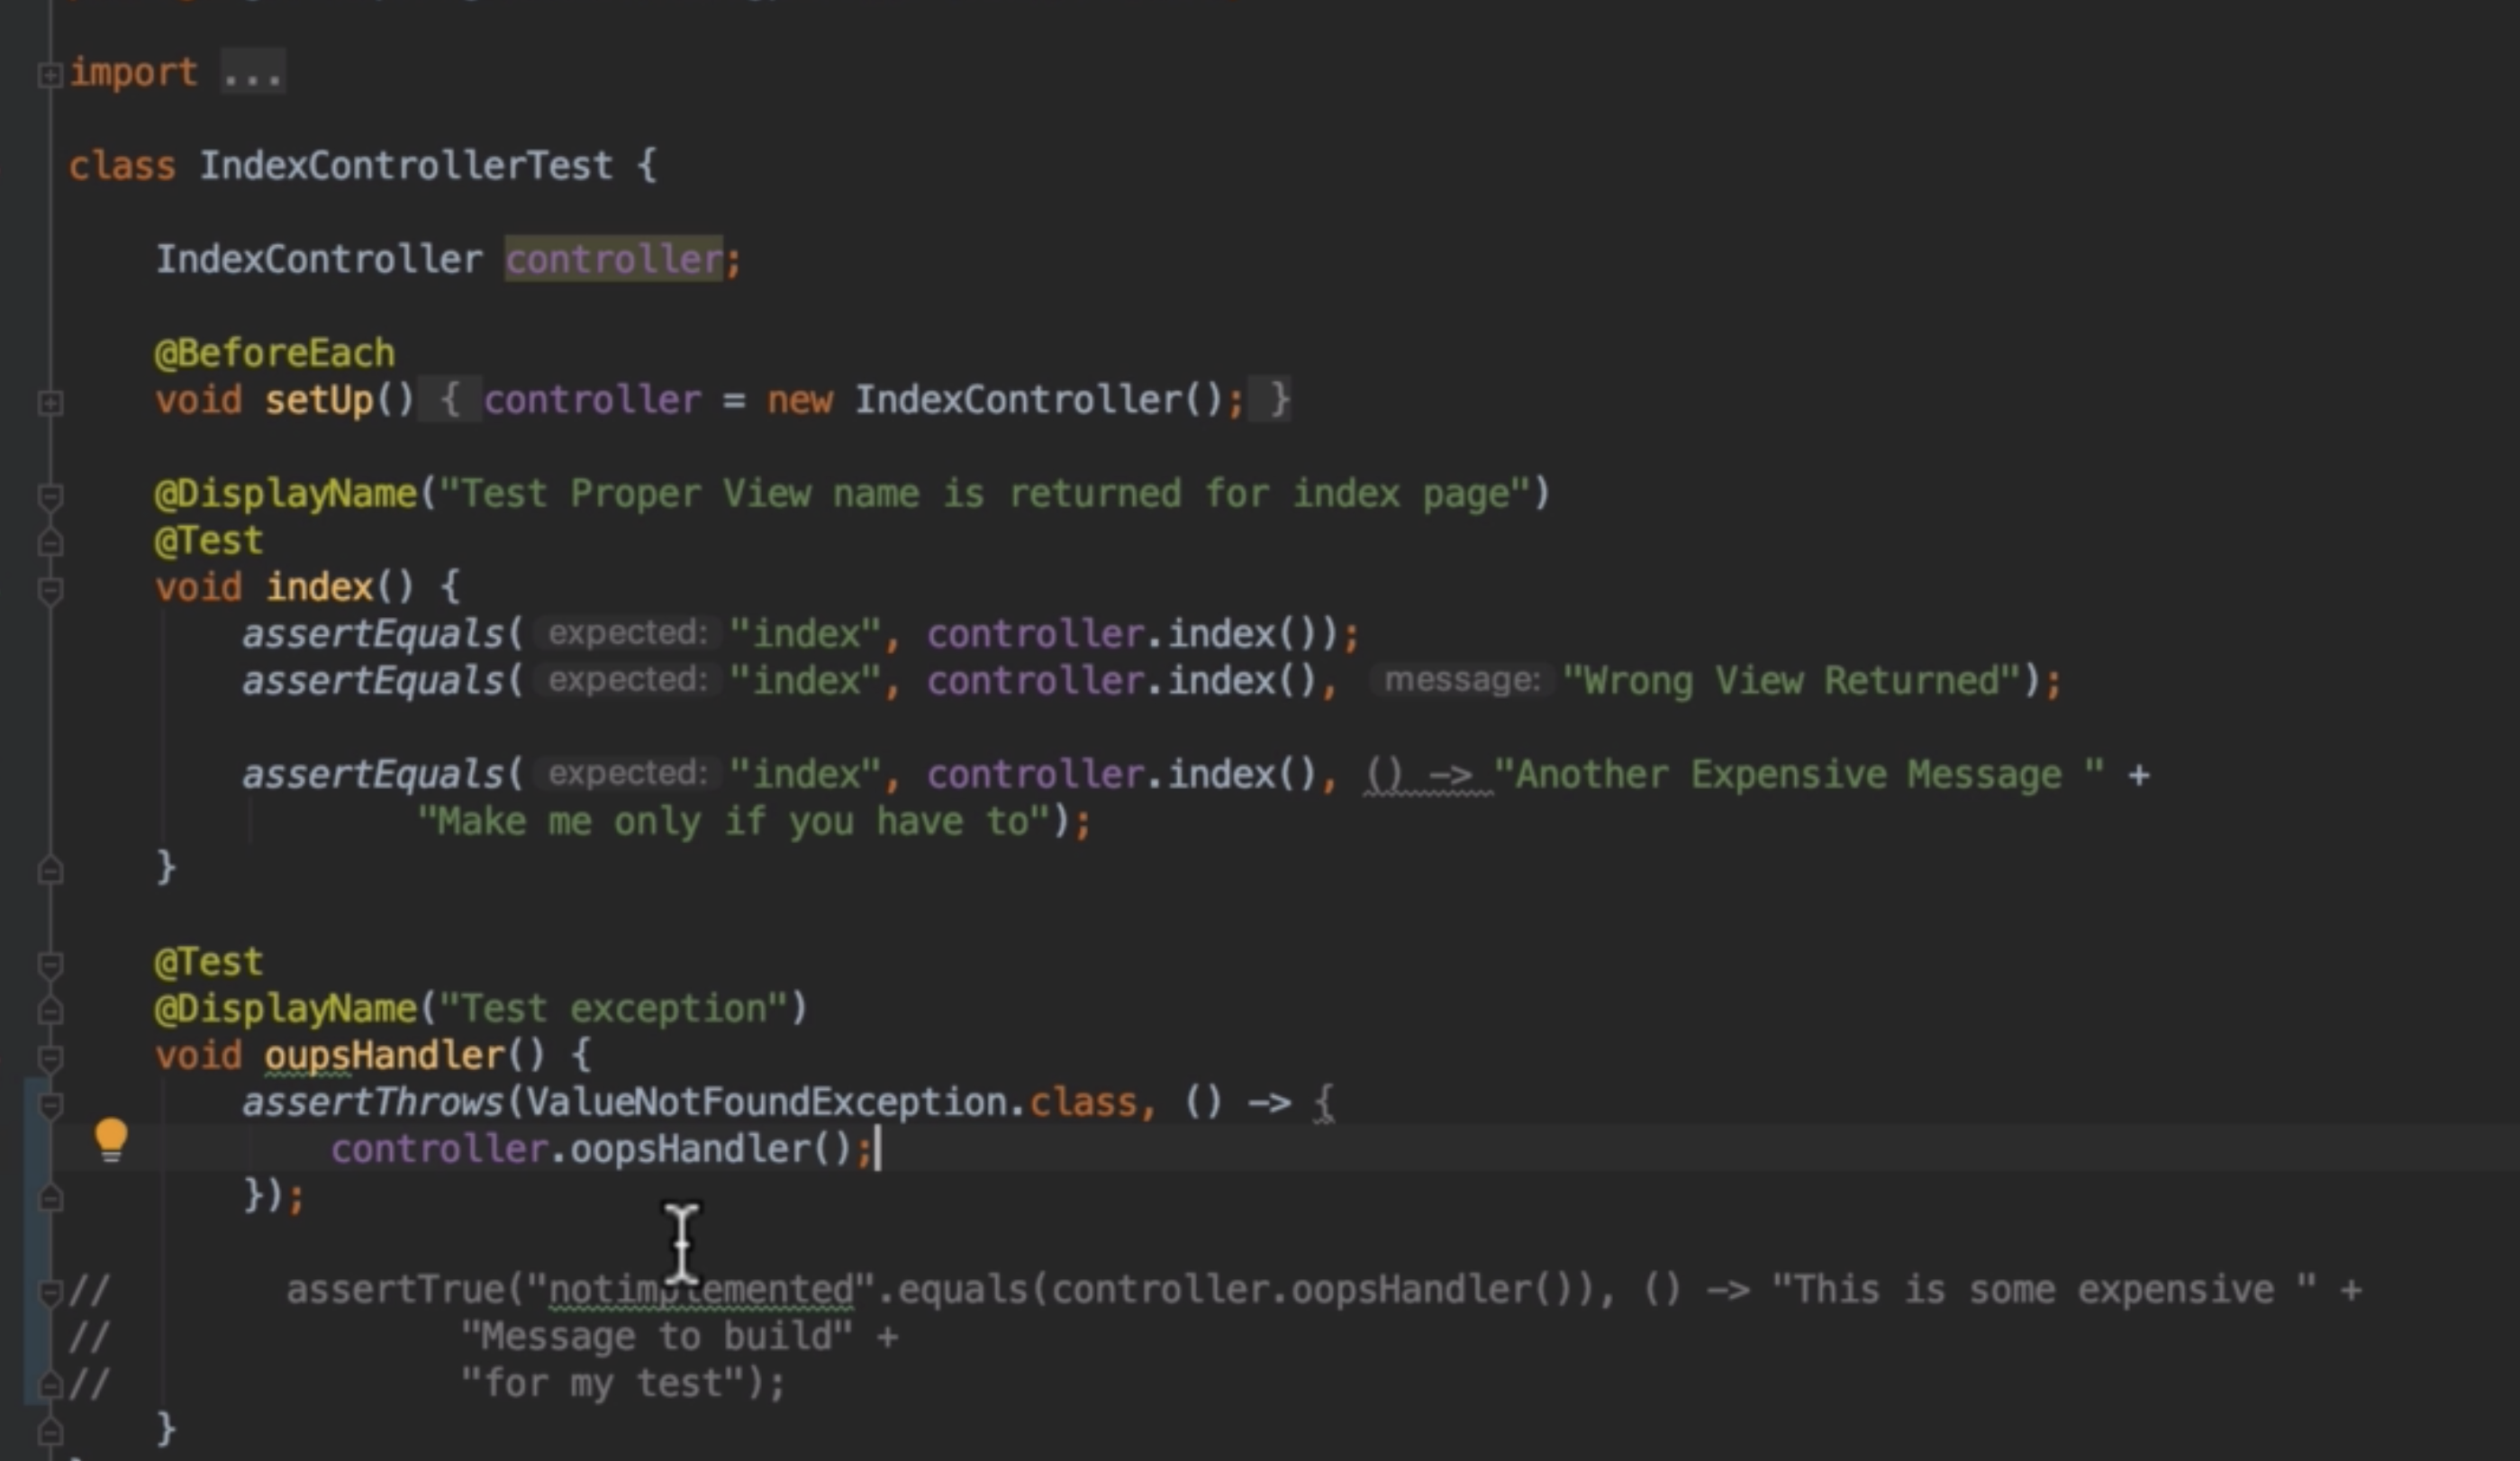 import ...
class IndexControllerTest {
IndexController controller;
@BeforeEach
void setUp() { controller = new IndexController(); }
@DisplayName("Test Proper View name is returned for index page")
@Test
void index() {
assertEquals( expected: "index", controller.index());
assertEquals( expected: "index", controller.index(), message: "Wrong View Returned");
assertEquals( expected: "index", controller.index(), () -> "Another Expensive Message " +
"Make me only if you have to");
}
@Test
@DisplayName("Test exception")
void oupsHandler() {
assertThrows(ValueNotFoundException.class, () -> {
controller.oopsHandler();
});
// assertTrue("notimplemented".equals(controller.oopsHandler()), () -> "This is some expensive " +
// "Message to build" +
// "for my test");
}